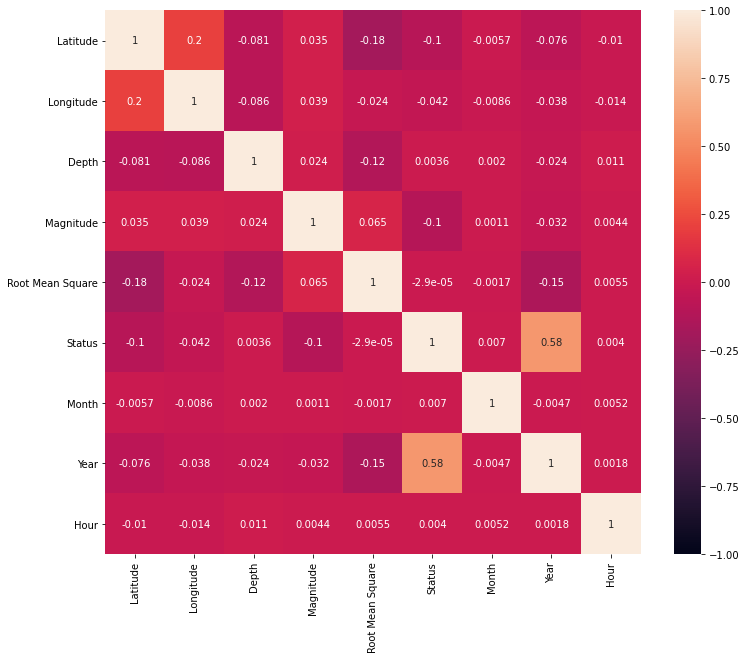 Latitude 1 0.2 -0.081 0.035 -0.18 -0.1 -0.0057 -0.076 -0.01
Longitude 0.2 1 -0.086 0.039 -0.024 -0.042 -0.0086 -0.038 -0.014
Depth -0.081 -0.086 1 0.024 -0.12 0.0036 0.002 -0.024 0.011
Magnitude 0.035 0.039 0.024 1 0.065 -0.1 0.0011 -0.032 0.0044
Root Mean Square -0.18 -0.024 -0.12 0.065 1 -2.9e-05 -0.0017 -0.15 0.0055
Status -0.1 -0.042 0.0036 -0.1 -2.9e-05 1 0.007 0.58 0.004
Month -0.0057 -0.0086 0.002 0.0011 -0.0017 0.007 1 -0.0047 0.0052
Year -0.076 -0.038 -0.024 -0.032 -0.15 0.58 -0.0047 1 0.0018
Hour -0.01 -0.014 0.011 0.0044 0.0055 0.004 0.0052 0.0018 1
Latitude
Longitude
Depth
Magnitude
Root Mean Square
Status
Month
Year
Hour
1.00
0.75
0.50
0.25
0.00
−0.25
−0.50
−0.75
−1.00